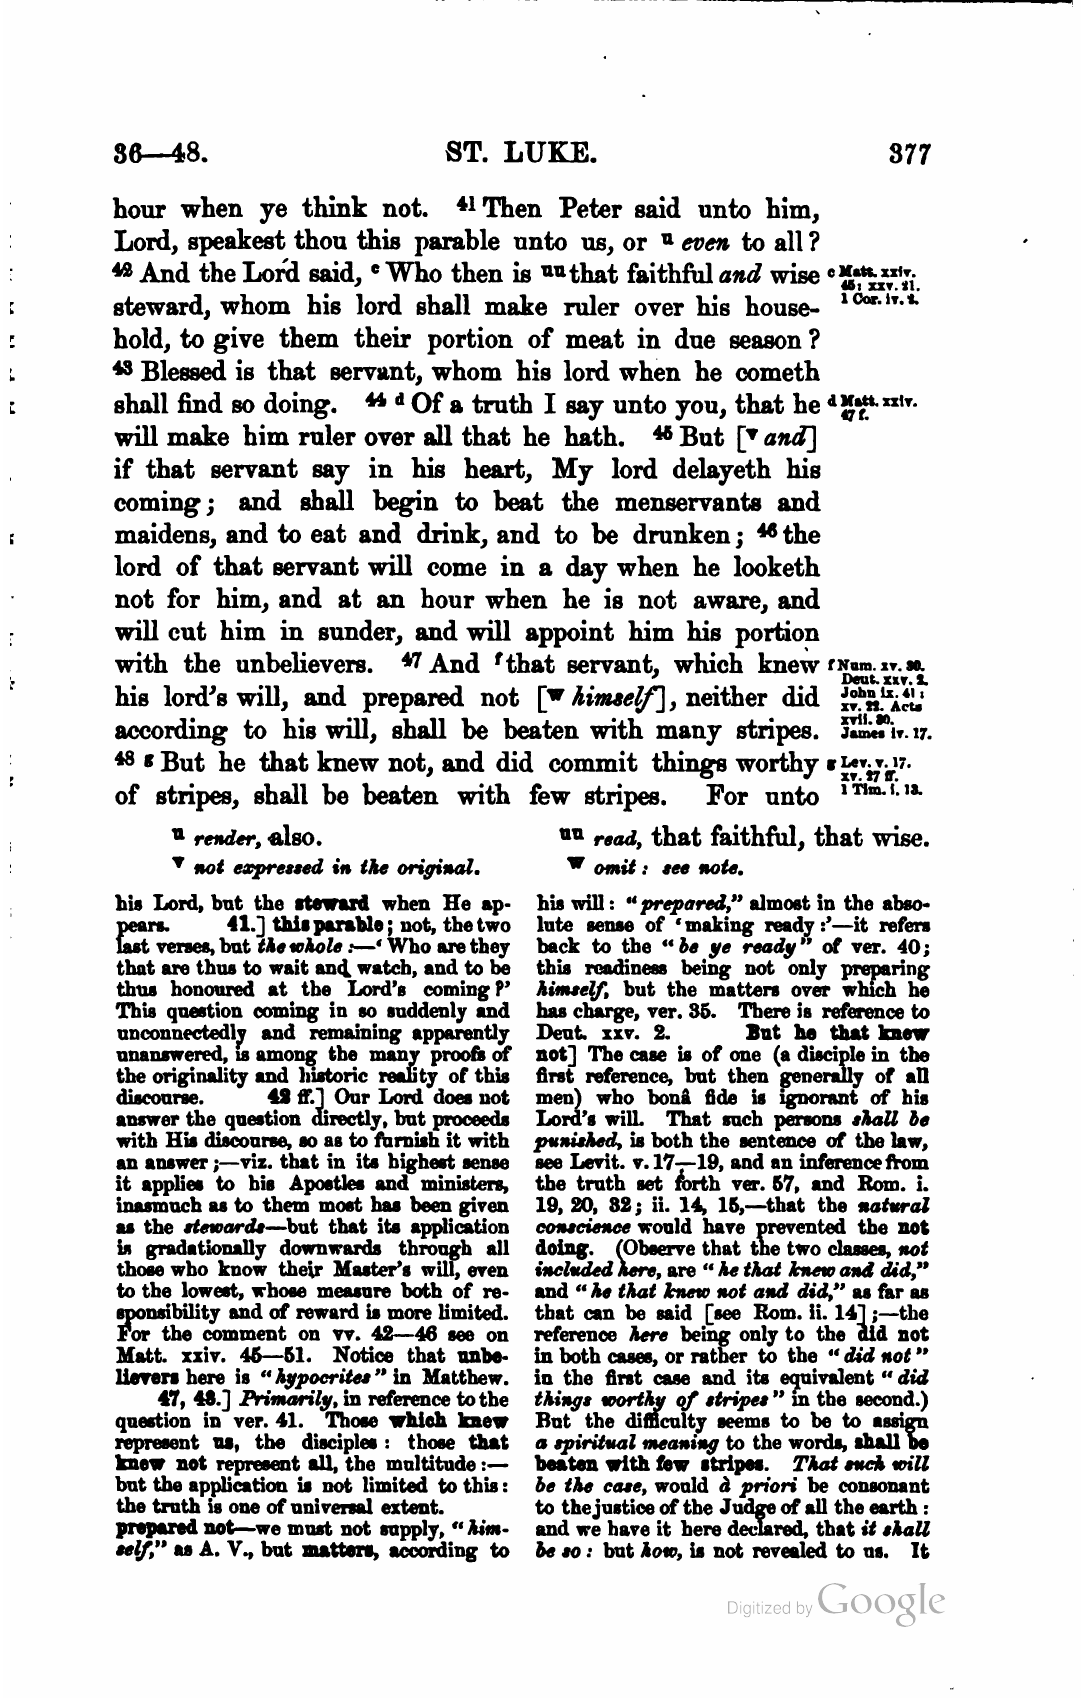 36—48. ST. LUKE. 377
hour when ye think not. 41 Then Peter said unto him,
Lord, speakest thou this parable unto us, or u even to all?
42 And the Lord said, c Who then is uu that faithful and wise
steward, whom his lord shall make ruler over his house-
hold, to give them their portion of meat in due season?
43 Blessed is that servant, whom his lord when he cometh
shall find so doing. 44 d Of a truth I say unto you, that he
will make him ruler over all that he hath. 45 But [v and]
if that servant say in his heart, My lord delayeth his
coming; and shall begin to beat the menservants and
maidens, and to eat and drink, and to be drunken; 46 the
lord of that servant will come in a day when he looketh
not for him, and at an hour when he is not aware, and
will cut him in sunder, and will appoint him his portion
with the unbelievers. 47 And f that servant, which knew
his lord's will, and prepared not [w himself], neither did
according to his will, shall be beaten with many stripes.
48 g But he that knew not, and did commit things worthy
of stripes, shall be beaten with few stripes. For unto
c Matt. xxiv.
45; xxv. 21.
1 Cor. iv. 2.
d Matt. xxiv.
47 f.
f Num. xv. 30.
Deut. xxv. 2.
John ix. 41;
xv. 22. Acts
xvii. 30.
James iv. 17.
g Lev. v. 17.
xv. 27 ff.
1 Tim. i. 13.
u render, also.
v not expressed in the original.
uu read, that faithful, that wise.
w omit: see note.
his Lord, but the steward when He ap-
pears. 41.] this parable; not, the two
last verses, but the whole:—'Who are they
that are thus to wait and watch, and to be
thus honoured at the Lord's coming?'
This question coming in so suddenly and
unconnectedly and remaining apparently
unanswered, is among the many proofs of
the originality and historic reality of this
discourse. 42 ff.] Our Lord does not
answer the question directly, but proceeds
with His discourse, so as to furnish it with
an answer;—viz. that in its highest sense
it applies to his Apostles and ministers,
inasmuch as to them most has been given
as the stewards—but that its application
is gradationally downwards through all
those who know their Master's will, even
to the lowest, whose measure both of re-
sponsibility and of reward is more limited.
For the comment on vv. 42—46 see on
Matt. xxiv. 45—51. Notice that unbe-
lievers here is "hypocrites" in Matthew.
47, 48.] Primarily, in reference to the
question in ver. 41. Those which knew
represent us, the disciples: those that
knew not represent all, the multitude:—
but the application is not limited to this:
the truth is one of universal extent.
prepared not—we must not supply, "him-
self," as A. V., but matters, according to
his will: "prepared," almost in the abso-
lute sense of 'making ready:'—it refers
back to the "be ye ready" of ver. 40;
this readiness being not only preparing
himself, but the matters over which he
has charge, ver. 35. There is reference to
Deut. xxv. 2. But he that knew
not] The case is of one (a disciple in the
first reference, but then generally of all
men) who bonâ fide is ignorant of his
Lord's will. That such persons shall be
punished, is both the sentence of the law,
see Levit. v. 17—19, and an inference from
the truth set forth ver. 57, and Rom. i.
19, 20, 32; ii. 14, 15,—that the natural
conscience would have prevented the not
doing. (Observe that the two classes, not
included here, are "he that knew and did,"
and "he that knew not and did," as far as
that can be said [see Rom. ii. 14];—the
reference here being only to the did not
in both cases, or rather to the "did not"
in the first case and its equivalent "did
things worthy of stripes" in the second.)
But the difficulty seems to be to assign
a spiritual meaning to the words, shall be
beaten with few stripes. That such will
be the case, would à priori be consonant
to the justice of the Judge of all the earth:
and we have it here declared, that it shall
be so: but how, is not revealed to us. It
Digitized by Google